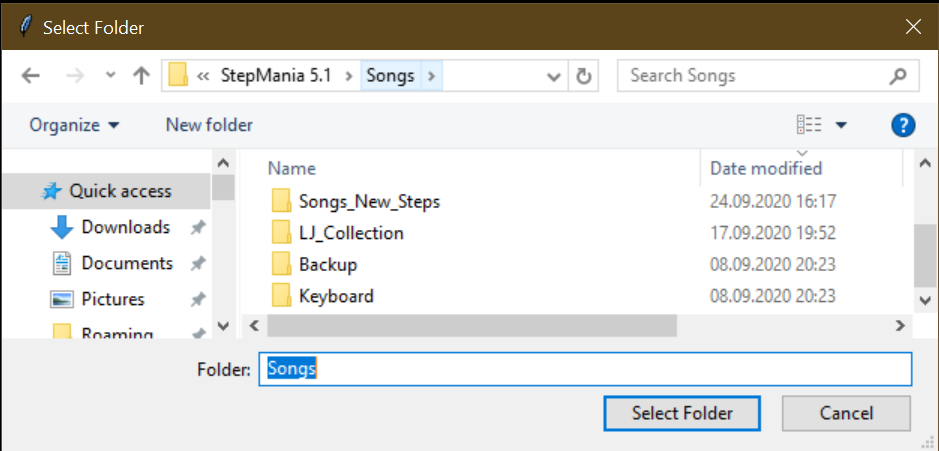 Select Folder
« StepMania 5.1 > Songs > Search Songs
Organize New folder
Name Date modified
Quick access
Downloads
Documents
Pictures
Roaming
Songs_New_Steps 24.09.2020 16:17
LJ_Collection 17.09.2020 19:52
Backup 08.09.2020 20:23
Keyboard 08.09.2020 20:23
Folder: Songs
Select Folder Cancel